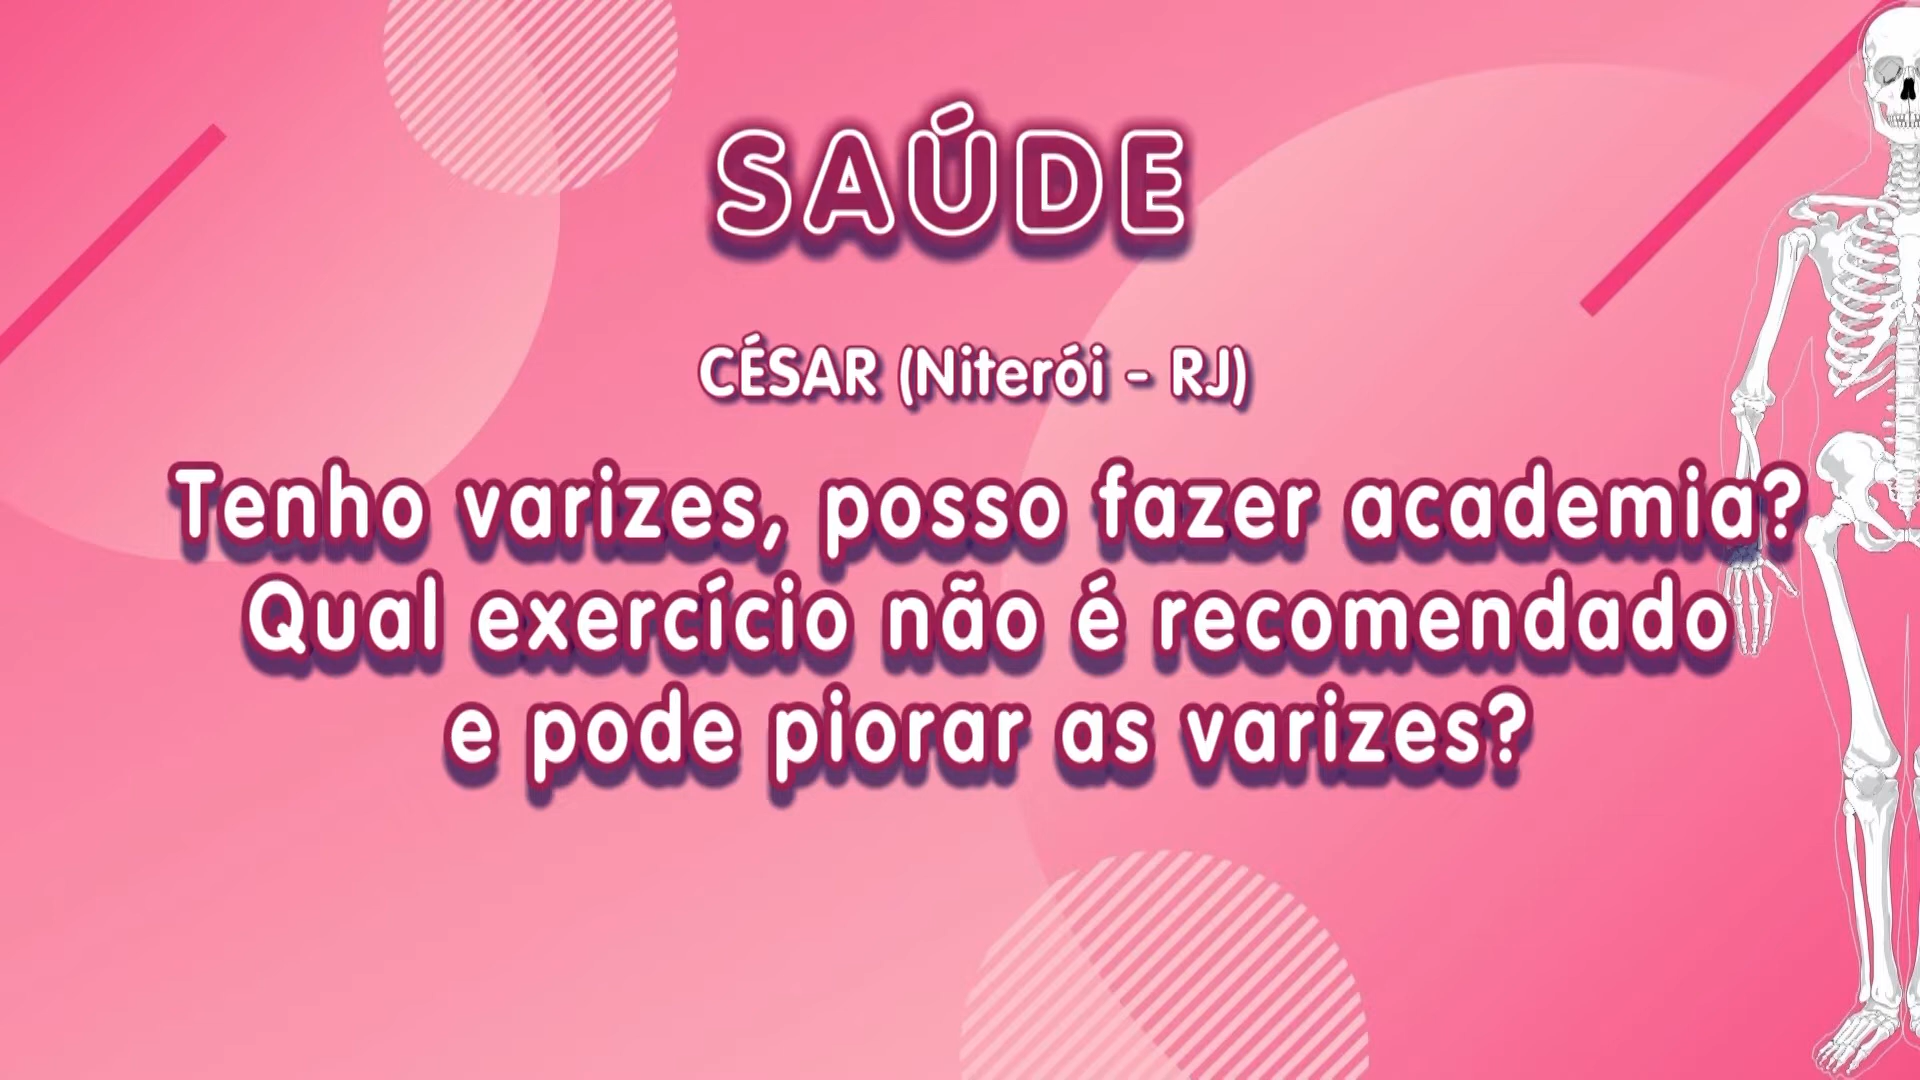 SAÚDE
CÉSAR (Niterói - RJ)
Tenho varizes, posso fazer academia?
Qual exercício não é recomendado
e pode piorar as varizes?